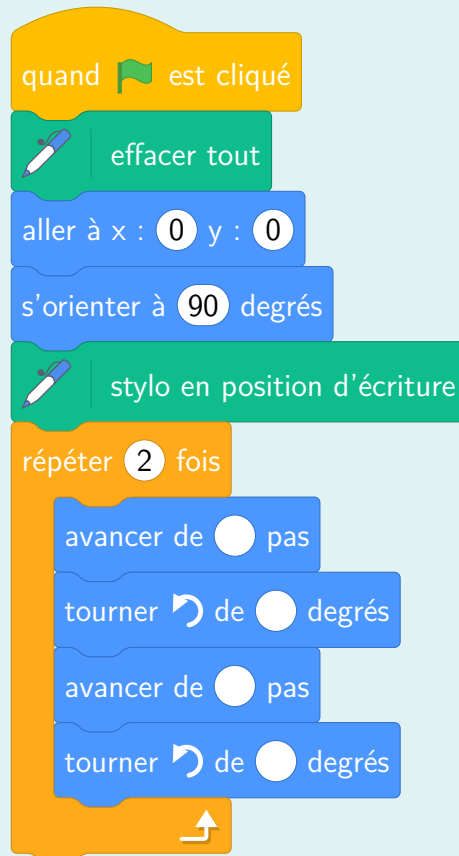 quand est cliqué
effacer tout
aller à x : 0 y : 0
s'orienter à 90 degrés
stylo en position d'écriture
répéter 2 fois
avancer de pas
tourner de degrés
avancer de pas
tourner de degrés